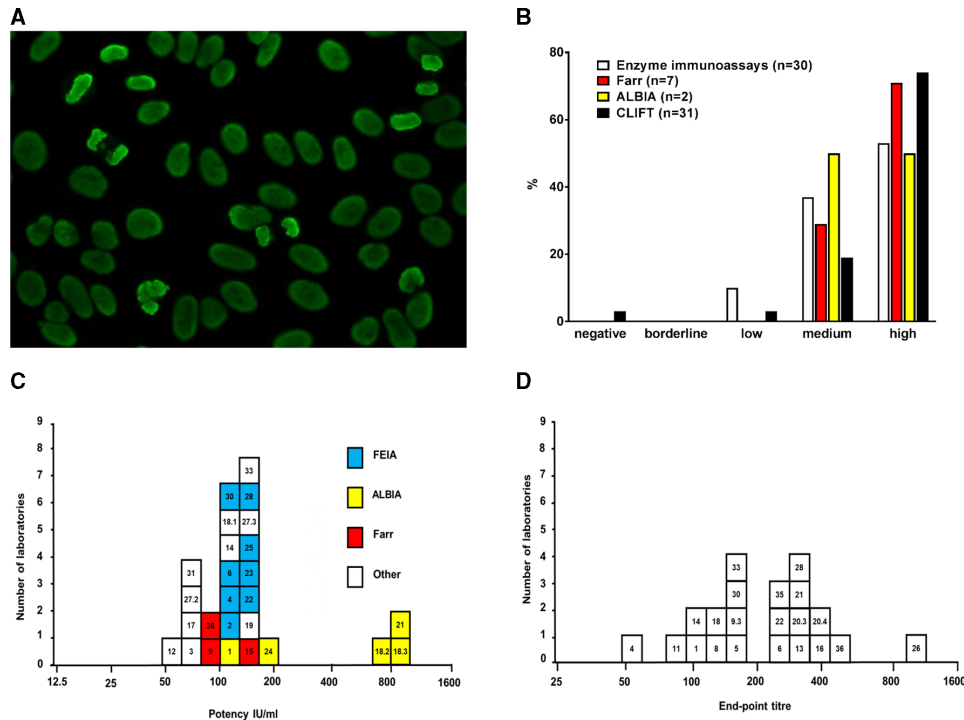 A
B
80
60
40
20
0
%
Enzyme immunoassays (n=30)
Farr (n=7)
ALBIA (n=2)
CLIFT (n=31)
negative borderline low medium high
C
9
8
7
6
5
4
3
2
1
0
Number of laboratories
FEIA
ALBIA
Farr
Other
33
30 28
18.1 27.3
14 25
31 6 23
27.2 4 22
17 36 2 19 21
12 3 9 1 15 24 18.2 18.3
12.5 25 50 100 200 400 800 1600
Potency IU/ml
D
9
8
7
6
5
4
3
2
1
0
Number of laboratories
33 28
30 35 21
14 18 9.3 22 20.3 20.4
4 11 1 8 5 6 13 16 36 26
25 50 100 200 400 800 1600
End-point titre